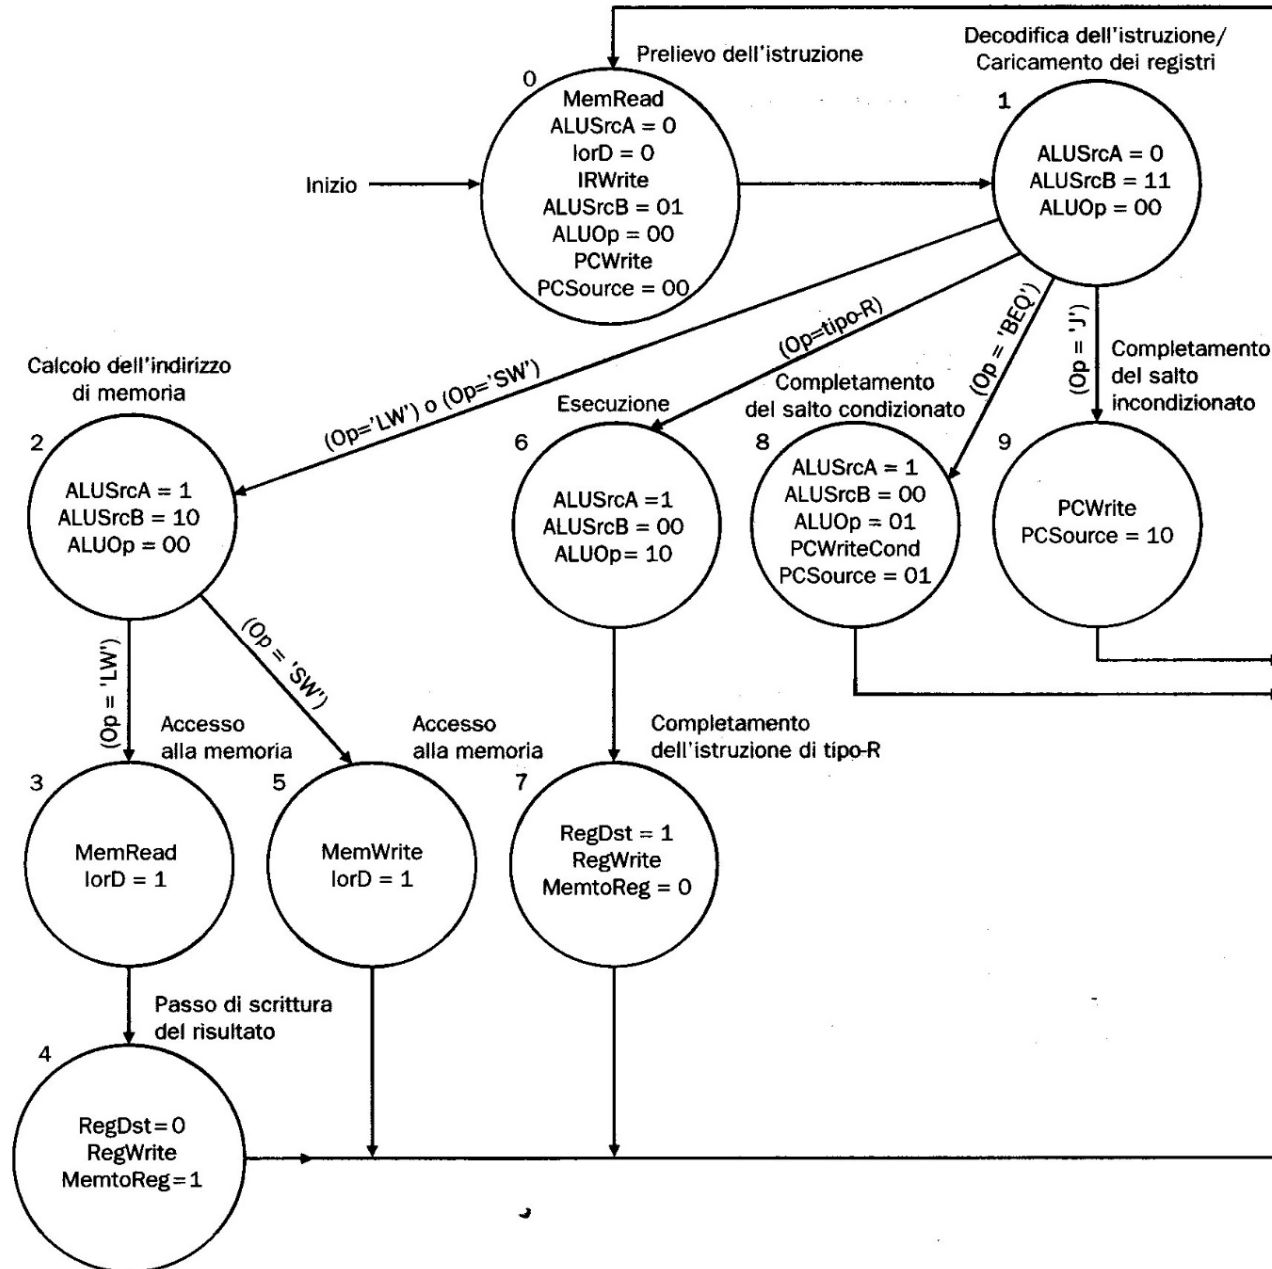 Prelievo dell'istruzione
0
MemRead
ALUSrcA = 0
IorD = 0
IRWrite
ALUSrcB = 01
ALUOp = 00
PCWrite
PCSource = 00
Inizio
Decodifica dell'istruzione/
Caricamento dei registri
1
ALUSrcA = 0
ALUSrcB = 11
ALUOp = 00
(Op='LW') o (Op='SW')
(Op=tipo-R)
(Op = 'BEQ')
(Op = 'J')
Calcolo dell'indirizzo
di memoria
2
ALUSrcA = 1
ALUSrcB = 10
ALUOp = 00
Esecuzione
6
ALUSrcA =1
ALUSrcB = 00
ALUOp= 10
Completamento
del salto condizionato
8
ALUSrcA = 1
ALUSrcB = 00
ALUOp = 01
PCWriteCond
PCSource = 01
Completamento
del salto
incondizionato
9
PCWrite
PCSource = 10
(Op = 'LW')
(Op = 'SW')
Accesso
alla memoria
3
MemRead
IorD = 1
Accesso
alla memoria
5
MemWrite
IorD = 1
Completamento
dell'istruzione di tipo-R
7
RegDst = 1
RegWrite
MemtoReg = 0
Passo di scrittura
del risultato
4
RegDst=0
RegWrite
MemtoReg=1